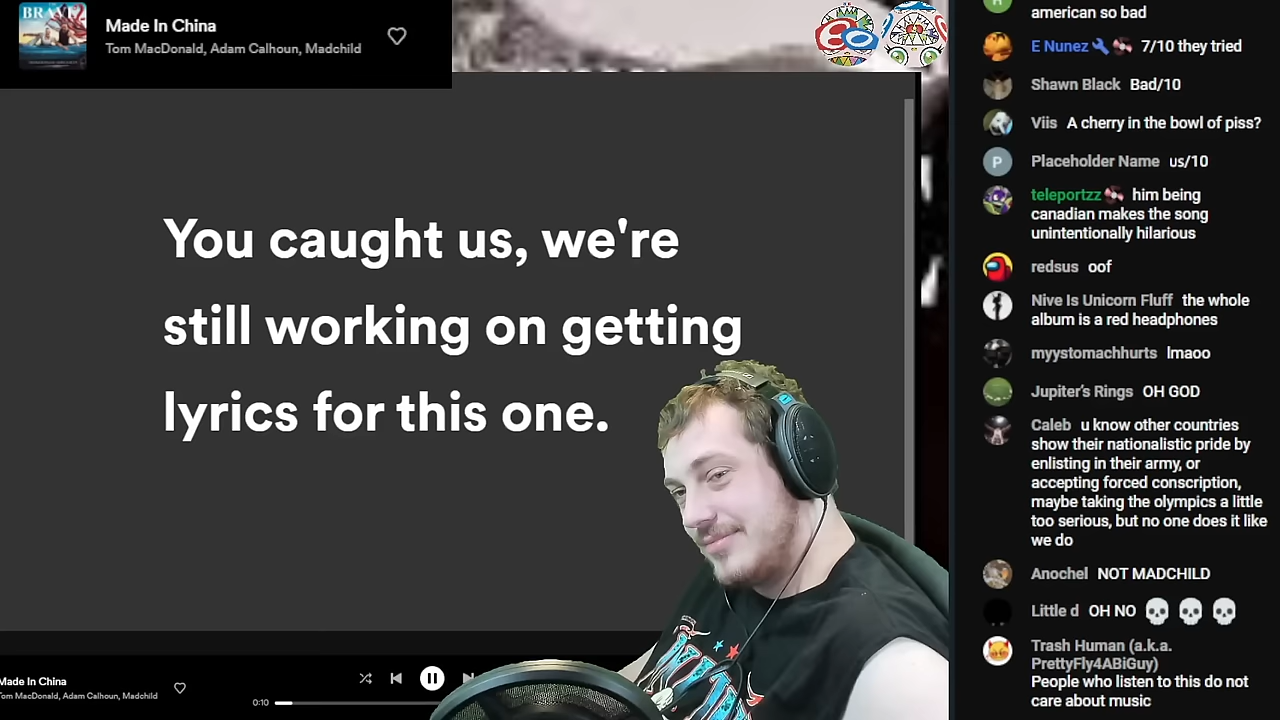 BRAVE
Made In China
Tom MacDonald, Adam Calhoun, Madchild
You caught us, we're
still working on getting
lyrics for this one.
Made In China
Tom MacDonald, Adam Calhoun, Madchild
0:10
american so bad
E Nunez 7/10 they tried
Shawn Black Bad/10
Viis A cherry in the bowl of piss?
P
Placeholder Name us/10
teleportzz him being
canadian makes the song
unintentionally hilarious
redsus oof
Nive Is Unicorn Fluff the whole
album is a red headphones
myystomachhurts lmaoo
Jupiter's Rings OH GOD
Caleb u know other countries
show their nationalistic pride by
enlisting in their army, or
accepting forced conscription,
maybe taking the olympics a little
too serious, but no one does it like
we do
Anochel NOT MADCHILD
Little d OH NO 💀 💀 💀
Trash Human (a.k.a.
PrettyFly4ABiGuy)
People who listen to this do not
care about music